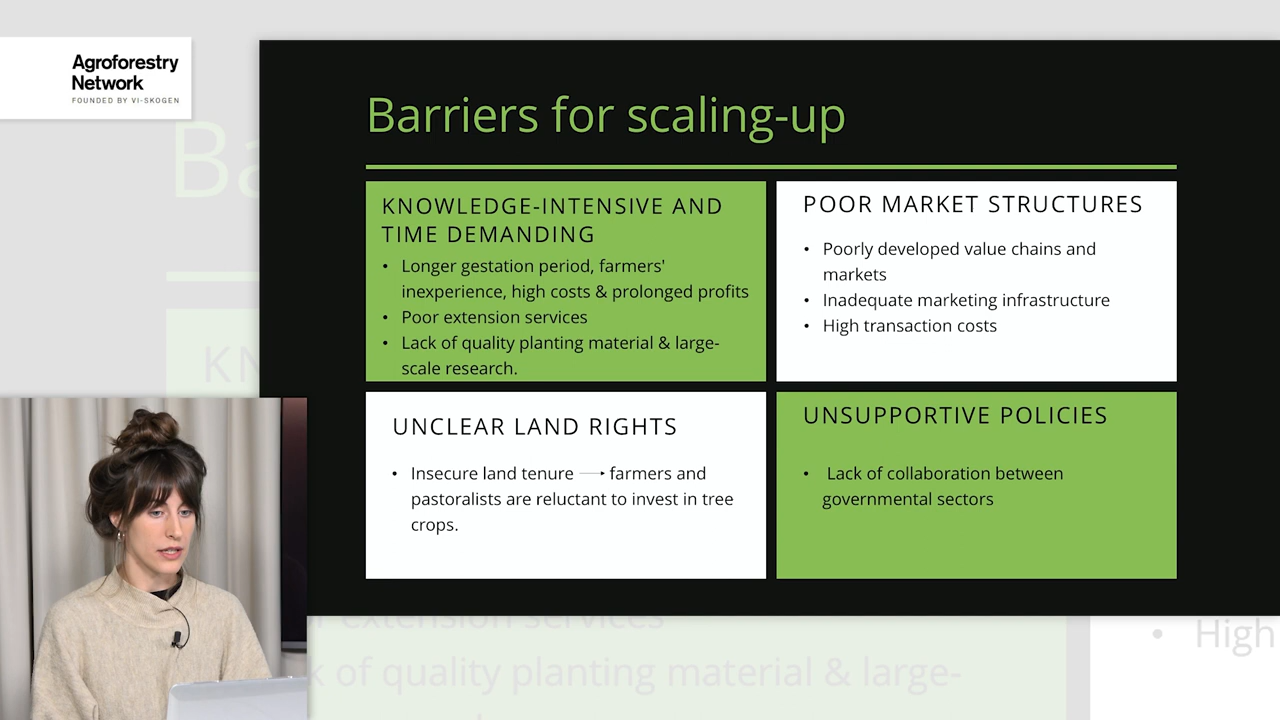 Agroforestry
Network
FOUNDED BY VI-SKOGEN
Barriers for scaling-up
KNOWLEDGE-INTENSIVE AND
TIME DEMANDING
• Longer gestation period, farmers'
inexperience, high costs & prolonged profits
• Poor extension services
• Lack of quality planting material & large-
scale research.
POOR MARKET STRUCTURES
• Poorly developed value chains and
markets
• Inadequate marketing infrastructure
• High transaction costs
UNCLEAR LAND RIGHTS
• Insecure land tenure → farmers and
pastoralists are reluctant to invest in tree
crops.
UNSUPPORTIVE POLICIES
• Lack of collaboration between
governmental sectors
Ba
KN
extension services
k of quality planting material & large-
• High